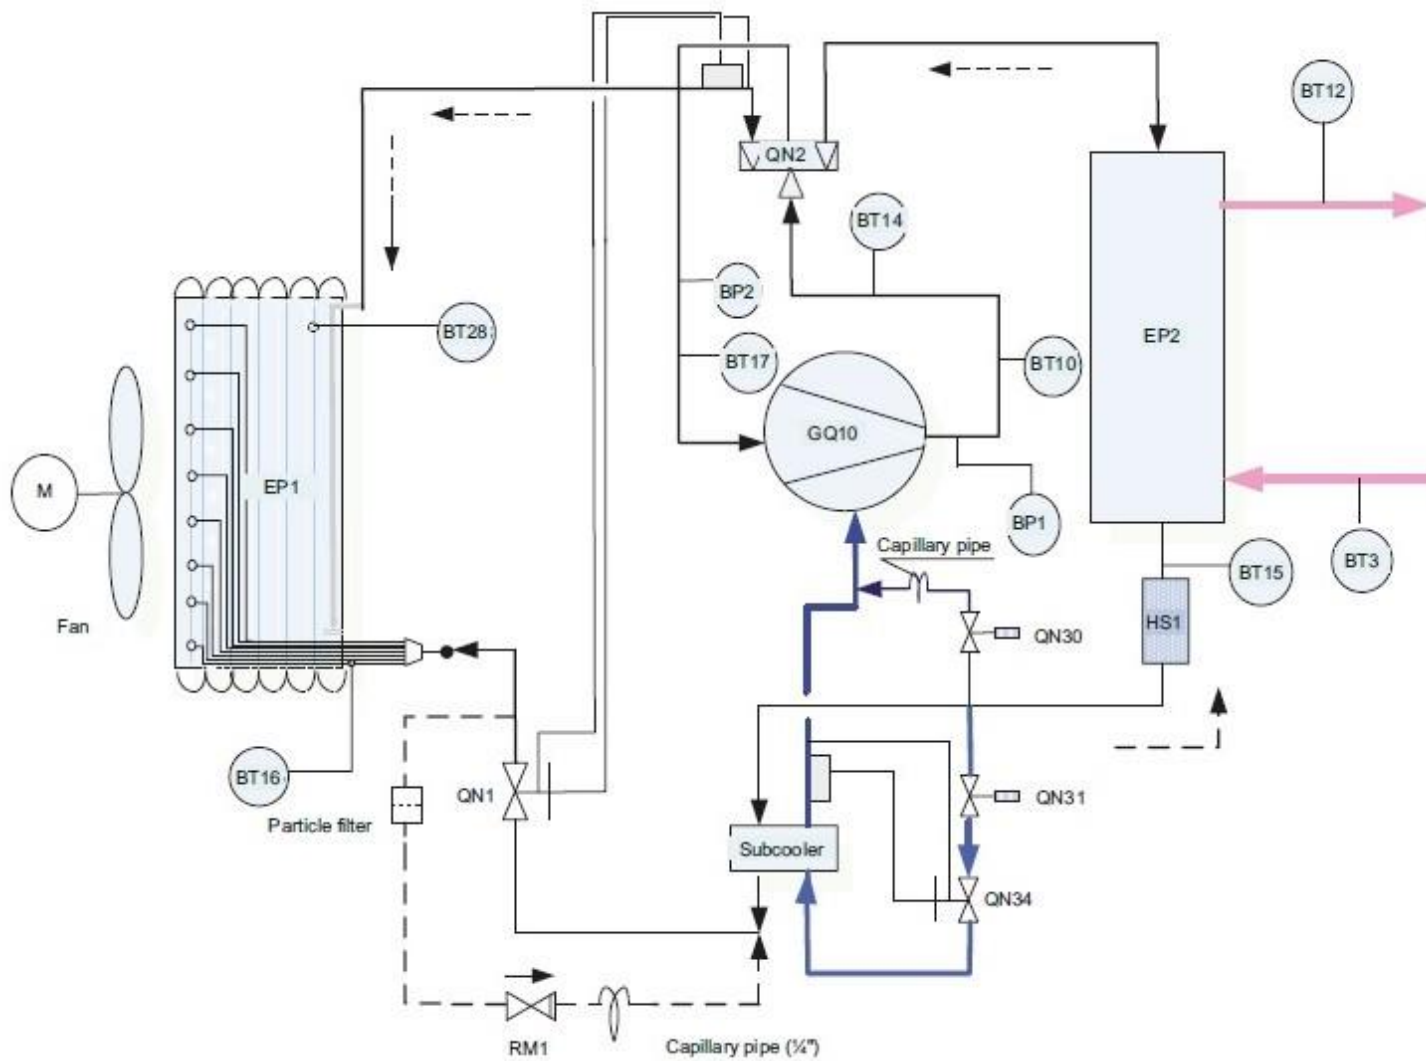 BT12
QN2
BT14
BP2
BT28
BT17
BT10
EP2
GQ10
M
EP1
BP1
Capillary pipe
BT15
BT3
HS1
Fan
QN30
BT16
QN1
QN31
Particle filter
Subcooler
QN34
RM1
Capillary pipe (¼")